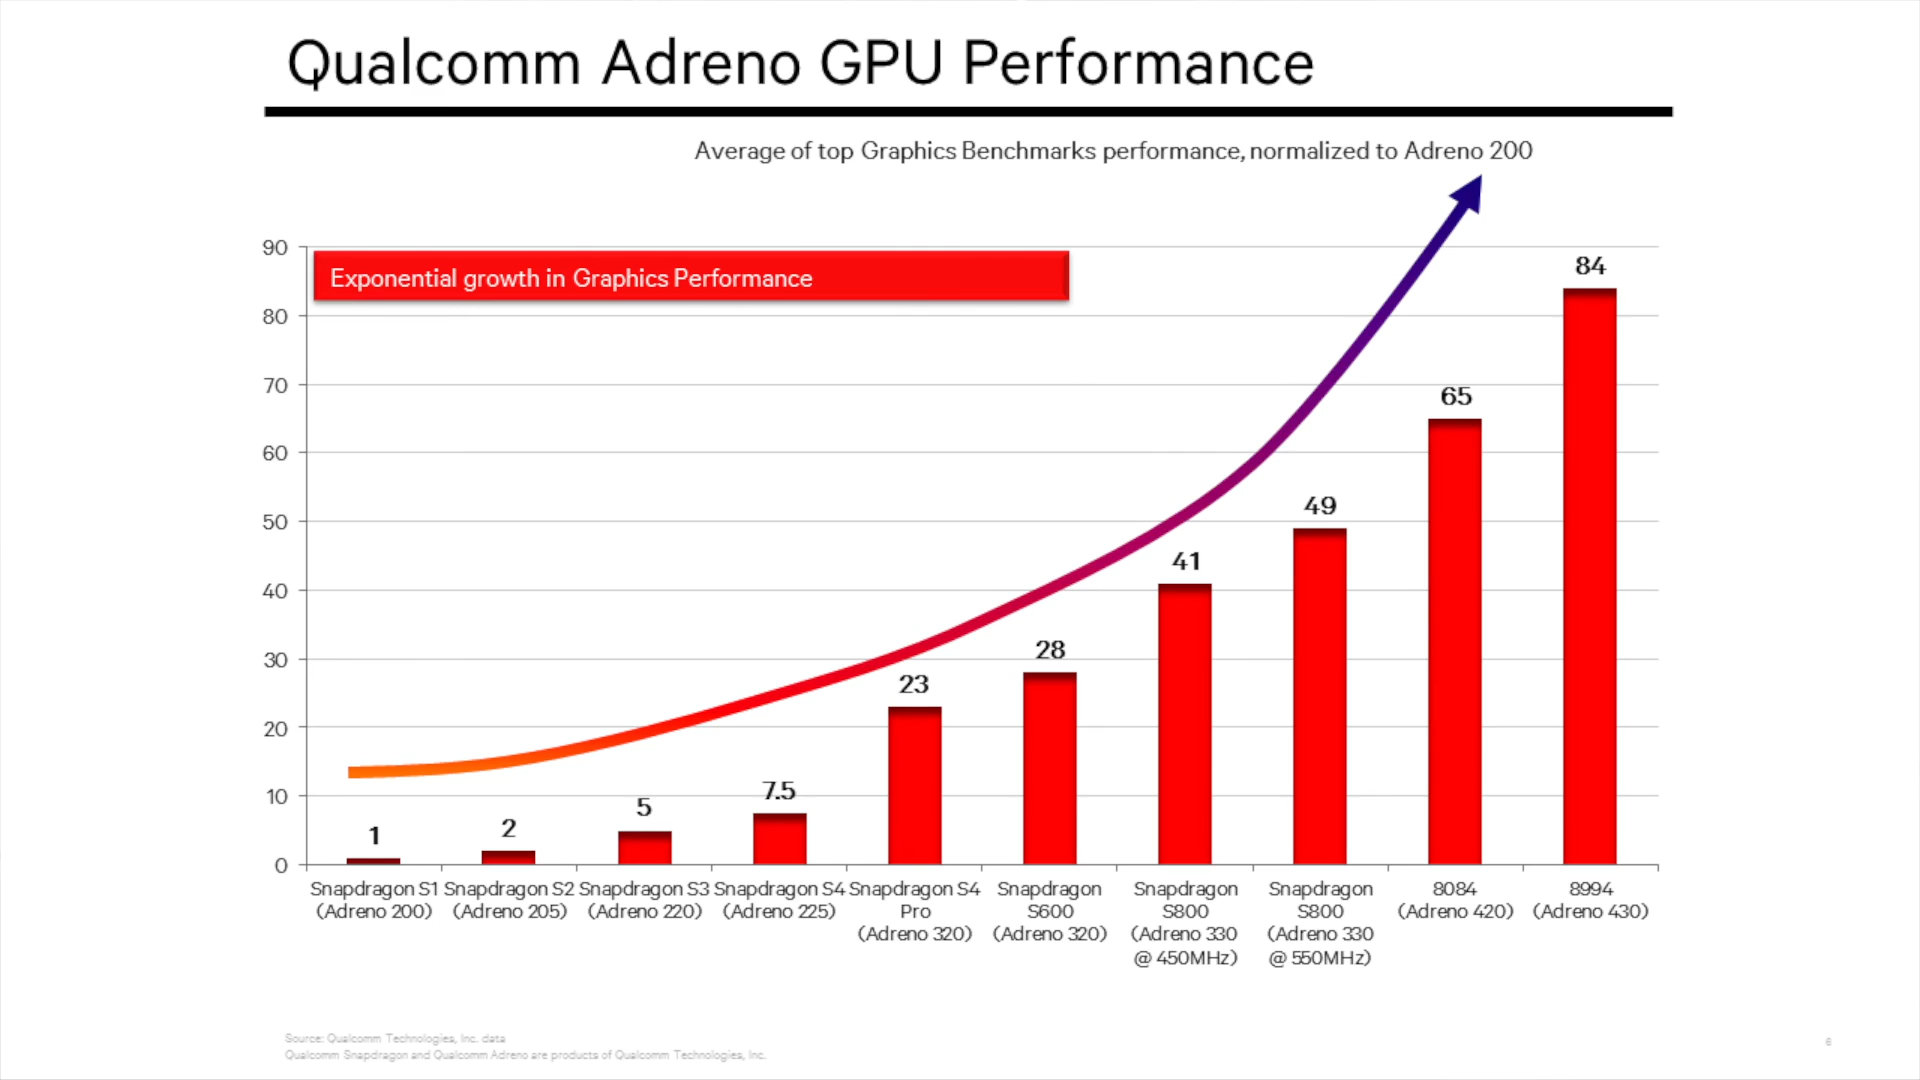 Qualcomm Adreno GPU Performance
Average of top Graphics Benchmarks performance, normalized to Adreno 200
Exponential growth in Graphics Performance
90
80
70
60
50
40
30
20
10
0
1
2
5
7.5
23
28
41
49
65
84
Snapdragon S1
(Adreno 200)
Snapdragon S2
(Adreno 205)
Snapdragon S3
(Adreno 220)
Snapdragon S4
(Adreno 225)
Snapdragon S4
Pro
(Adreno 320)
Snapdragon
S600
(Adreno 320)
Snapdragon
S800
(Adreno 330
@ 450MHz)
Snapdragon
S800
(Adreno 330
@ 550MHz)
8084
(Adreno 420)
8994
(Adreno 430)
Source: Qualcomm Technologies, Inc. data
Qualcomm Snapdragon and Qualcomm Adreno are products of Qualcomm Technologies, Inc.
6